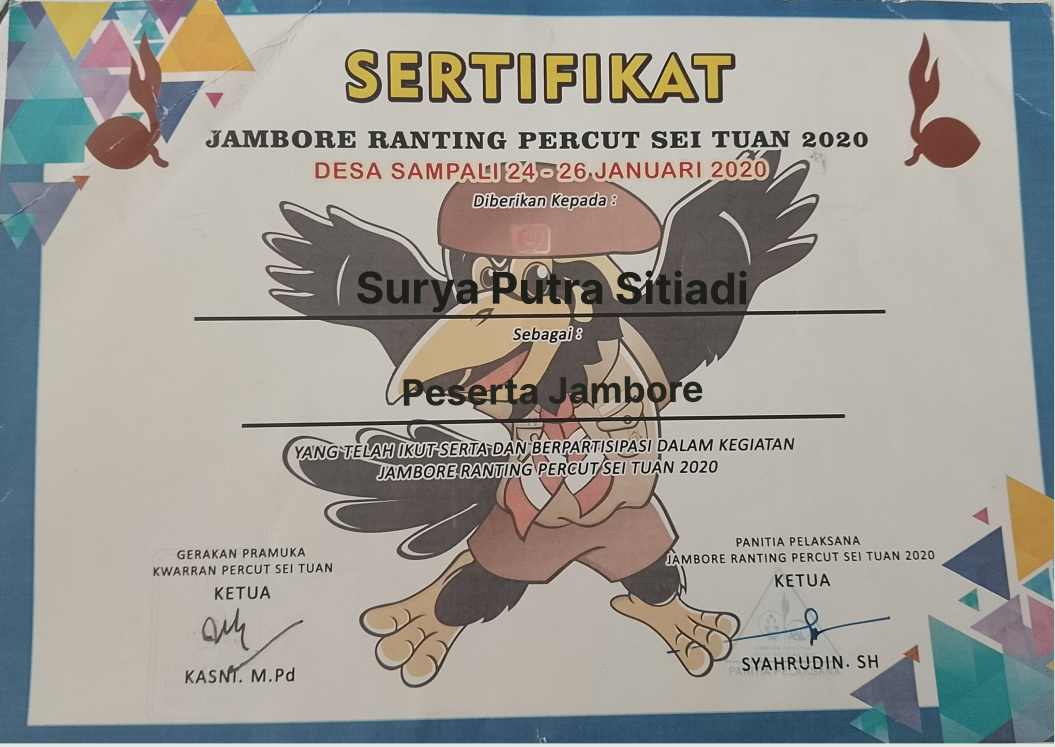 SERTIFIKAT
JAMBORE RANTING PERCUT SEI TUAN 2020
DESA SAMPALI 24 - 26 JANUARI 2020
Diberikan Kepada :
Surya Putra Sitiadi
Sebagai :
Peserta Jambore
YANG TELAH IKUT SERTA DAN BERPARTISIPASI DALAM KEGIATAN
JAMBORE RANTING PERCUT SEI TUAN 2020
GERAKAN PRAMUKA
KWARRAN PERCUT SEI TUAN
KETUA
KASNI. M.Pd
PANITIA PELAKSANA
JAMBORE RANTING PERCUT SEI TUAN 2020
KETUA
SYAHRUDIN. SH
PANITIA PELAKSANA